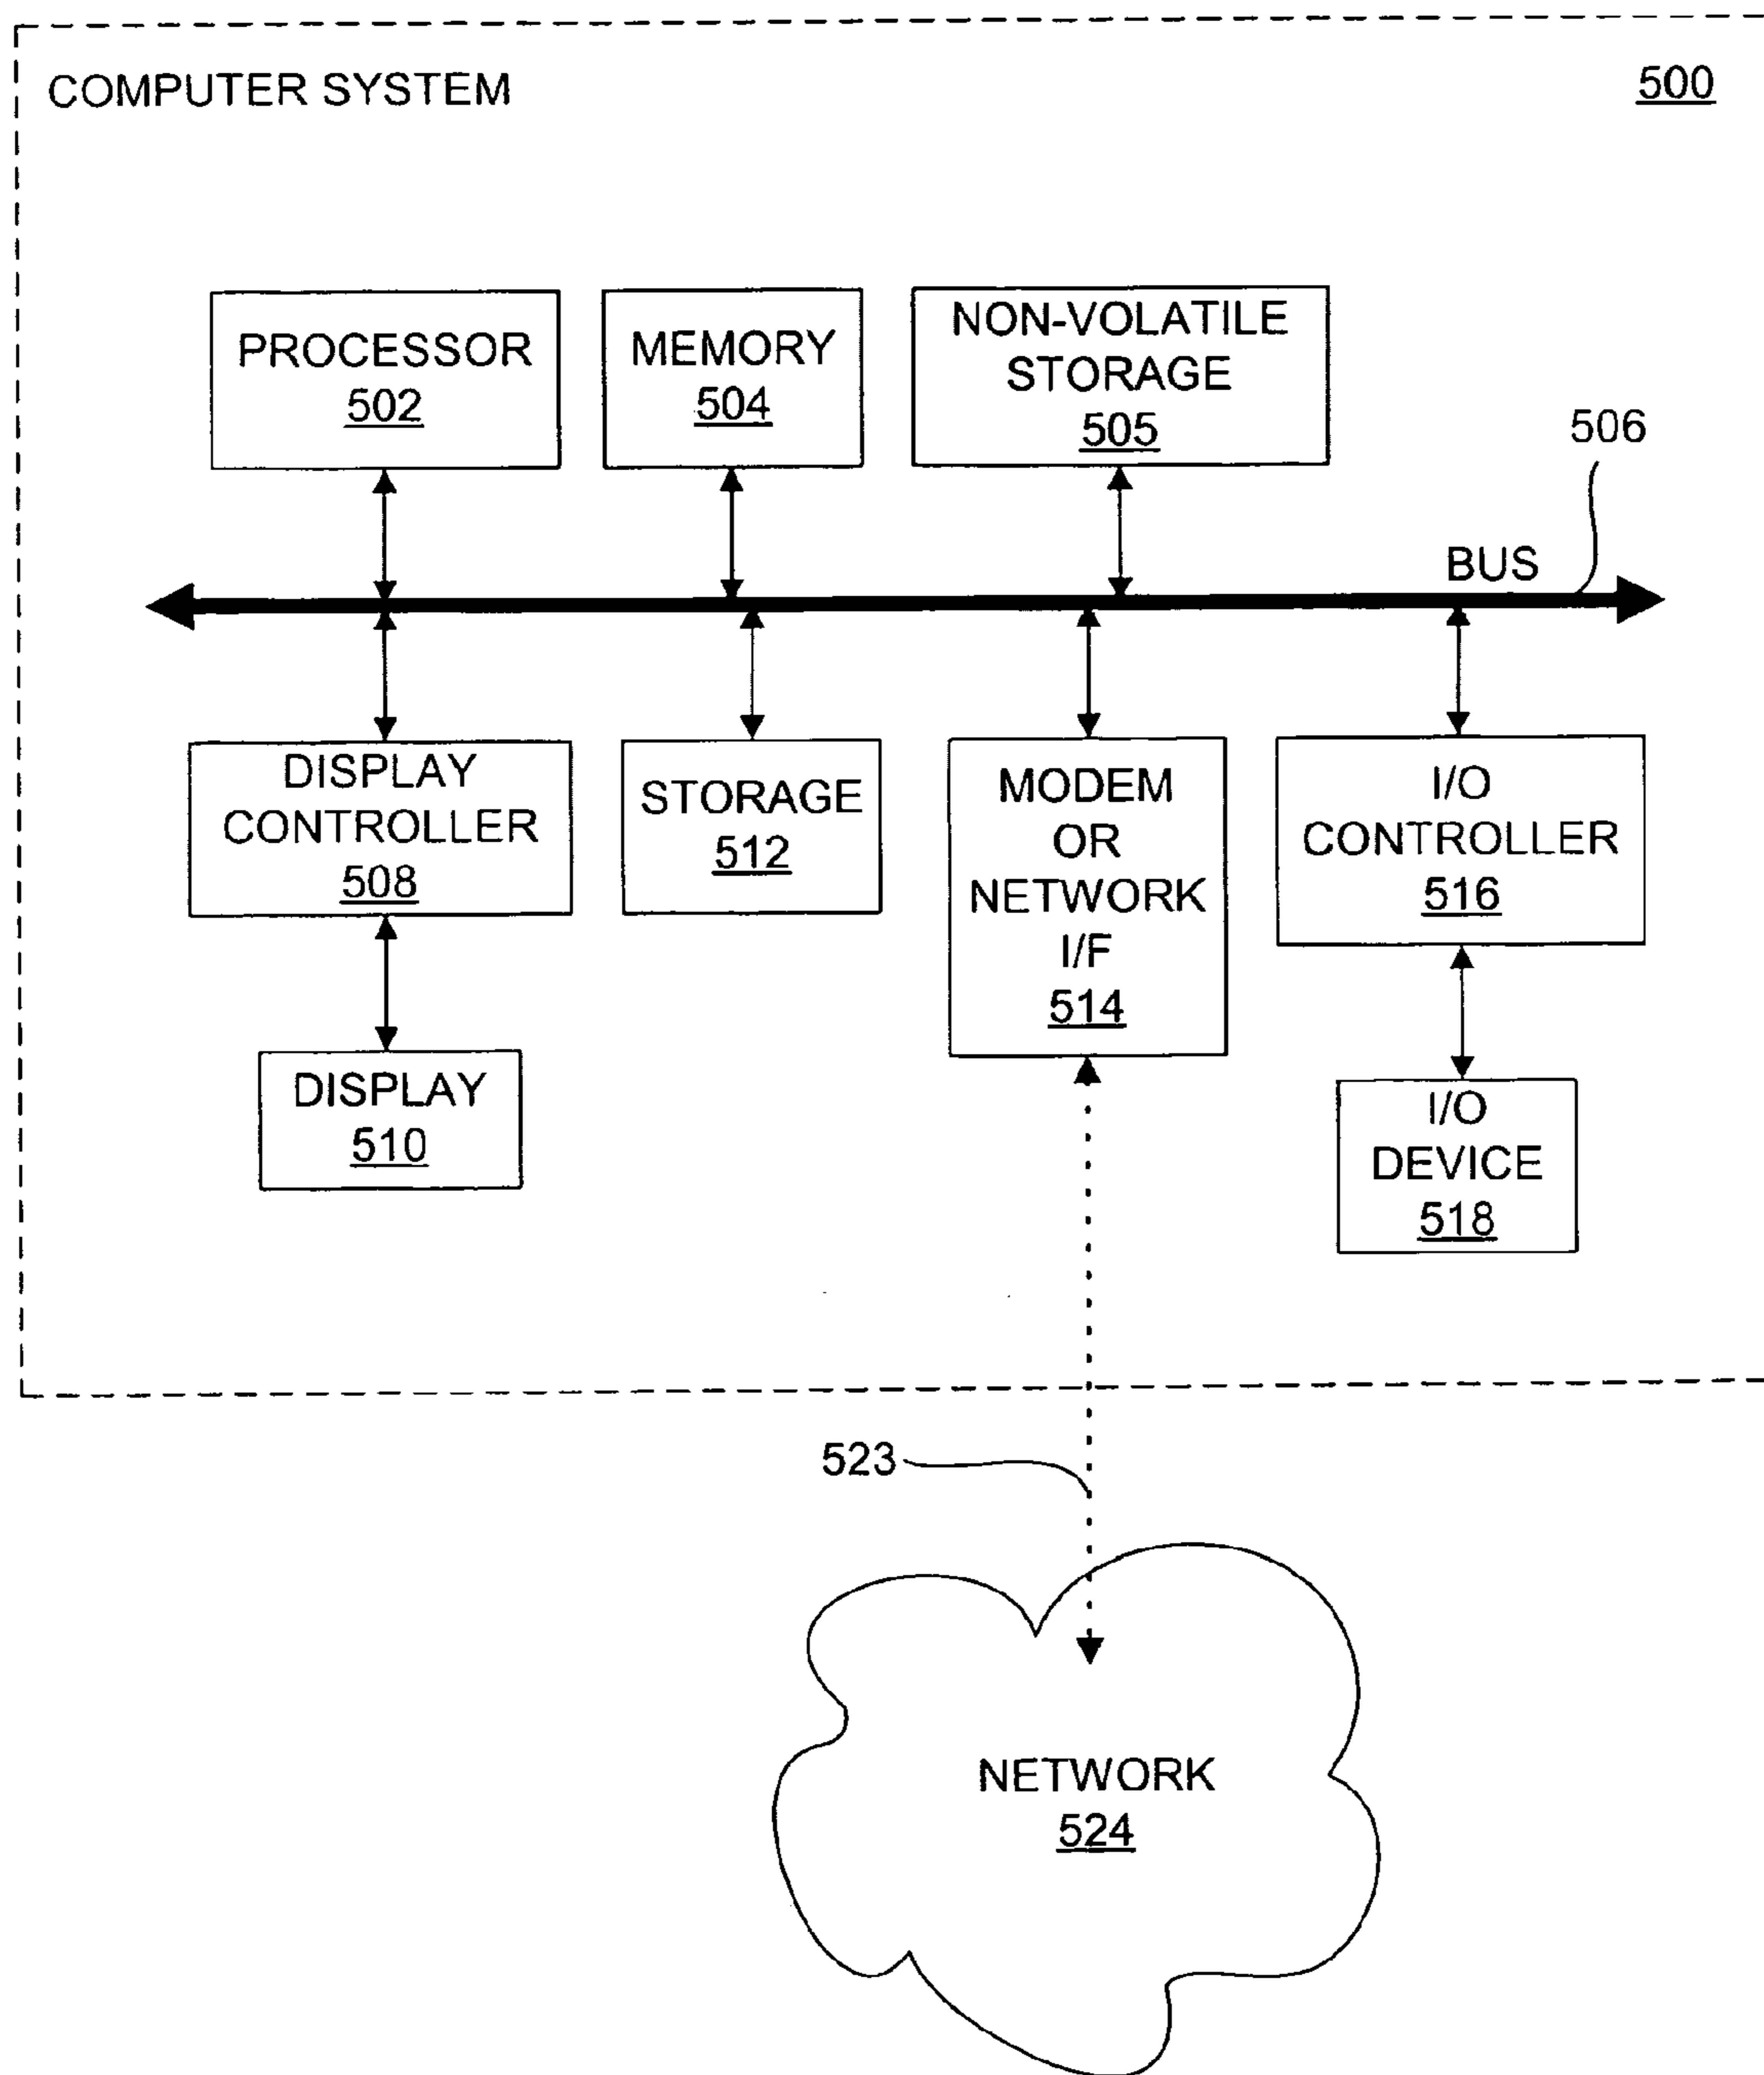 COMPUTER SYSTEM
500
PROCESSOR
502
MEMORY
504
NON-VOLATILE
STORAGE
505
506
BUS
DISPLAY
CONTROLLER
508
STORAGE
512
MODEM
OR
NETWORK
I/F
514
I/O
CONTROLLER
516
DISPLAY
510
I/O
DEVICE
518
523
NETWORK
524